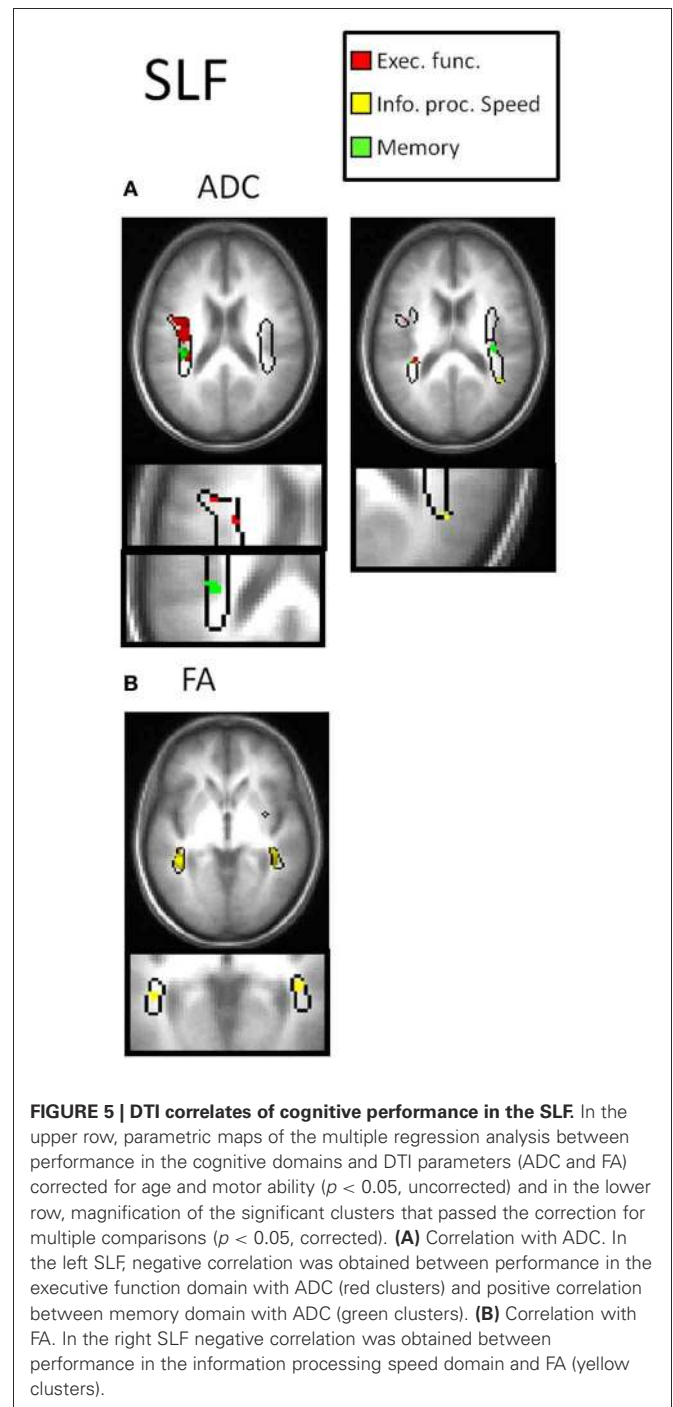 SLF
Exec. func.
Info. proc. Speed
Memory
A ADC
B FA
FIGURE 5 | DTI correlates of cognitive performance in the SLF. In the
upper row, parametric maps of the multiple regression analysis between
performance in the cognitive domains and DTI parameters (ADC and FA)
corrected for age and motor ability (p < 0.05, uncorrected) and in the lower
row, magnification of the significant clusters that passed the correction for
multiple comparisons (p < 0.05, corrected). (A) Correlation with ADC. In
the left SLF, negative correlation was obtained between performance in the
executive function domain with ADC (red clusters) and positive correlation
between memory domain with ADC (green clusters). (B) Correlation with
FA. In the right SLF negative correlation was obtained between
performance in the information processing speed domain and FA (yellow
clusters).